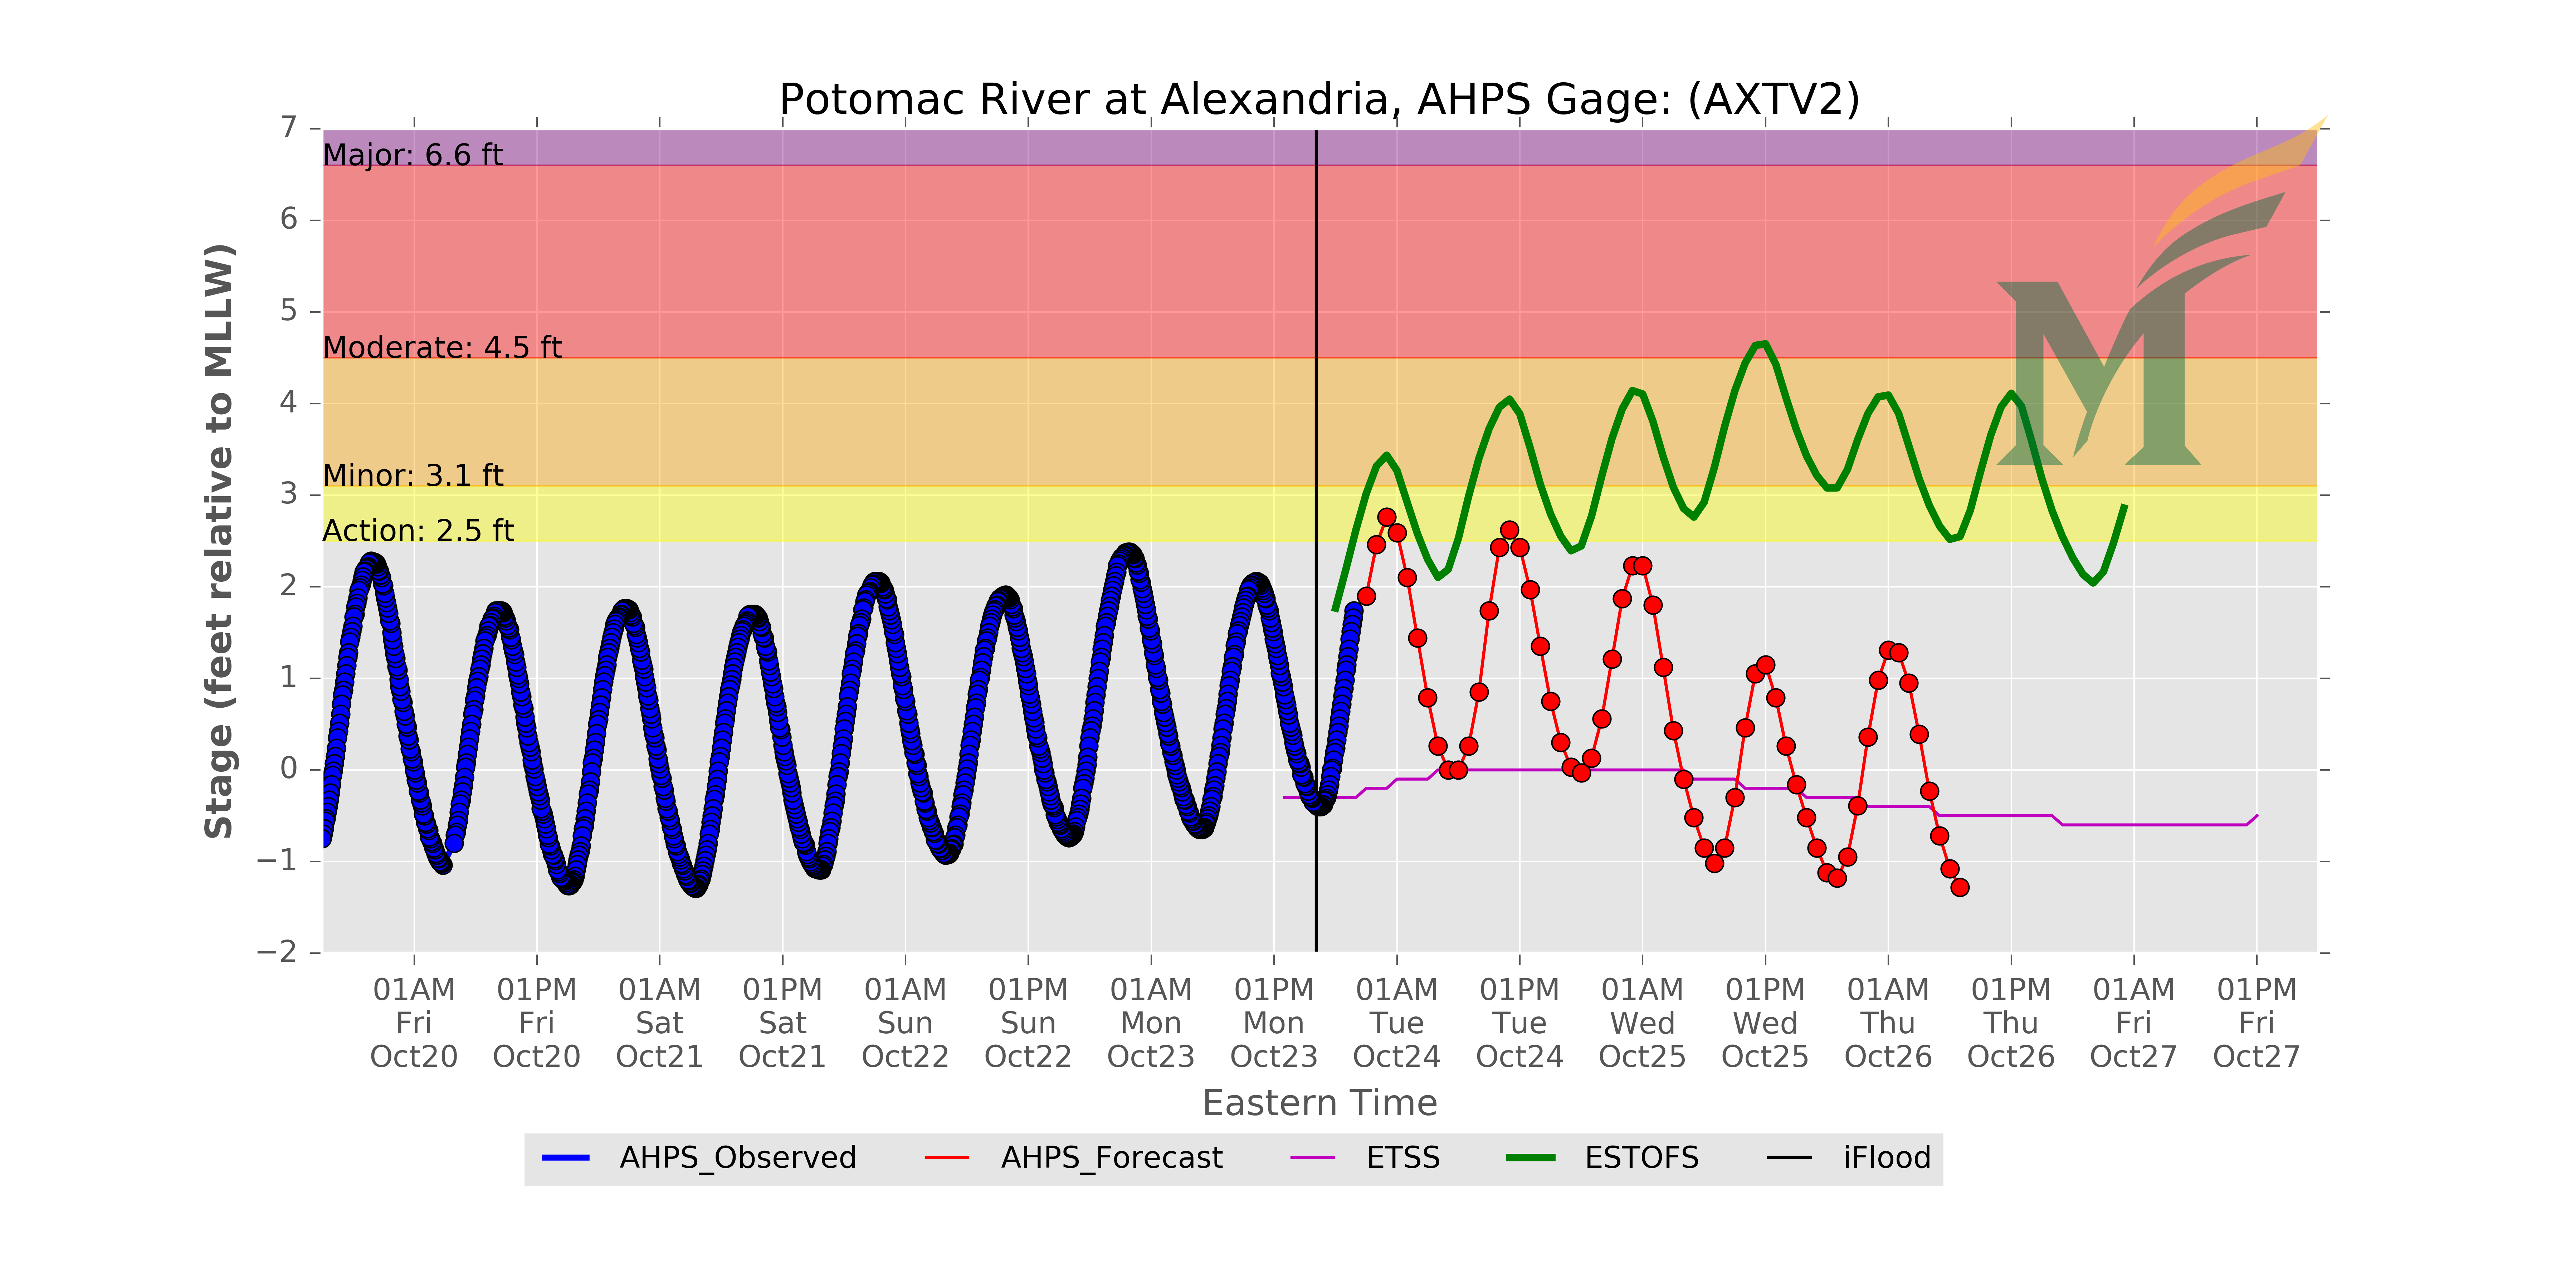 Potomac River at Alexandria, AHPS Gage: (AXTV2)
7
6
5
4
3
2
1
0
−1
−2
Stage (feet relative to MLLW)
Major: 6.6 ft
Moderate: 4.5 ft
Minor: 3.1 ft
Action: 2.5 ft
M
01AM 01PM 01AM 01PM 01AM 01PM 01AM 01PM 01AM 01PM 01AM 01PM 01AM 01PM 01AM 01PM
Fri Fri Sat Sat Sun Sun Mon Mon Tue Tue Wed Wed Thu Thu Fri Fri
Oct20 Oct20 Oct21 Oct21 Oct22 Oct22 Oct23 Oct23 Oct24 Oct24 Oct25 Oct25 Oct26 Oct26 Oct27 Oct27
Eastern Time
AHPS_Observed AHPS_Forecast ETSS ESTOFS iFlood